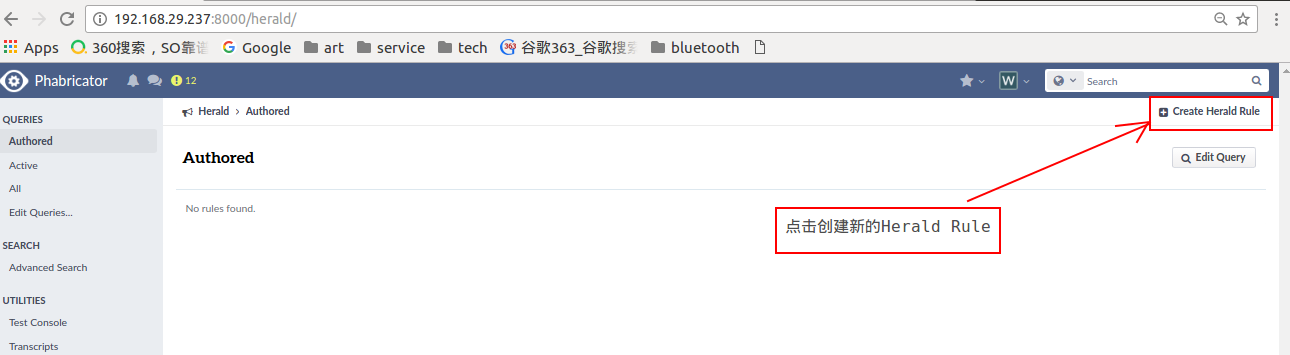 192.168.29.237:8000/herald/
Apps 360搜索，SO靠谱 Google art service tech 谷歌363_谷歌搜索 bluetooth
Phabricator 12 W Search
QUERIES
Authored
Active
All
Edit Queries...
SEARCH
Advanced Search
UTILITIES
Test Console
Transcripts
Herald › Authored
Create Herald Rule
Authored
Edit Query
No rules found.
点击创建新的Herald Rule